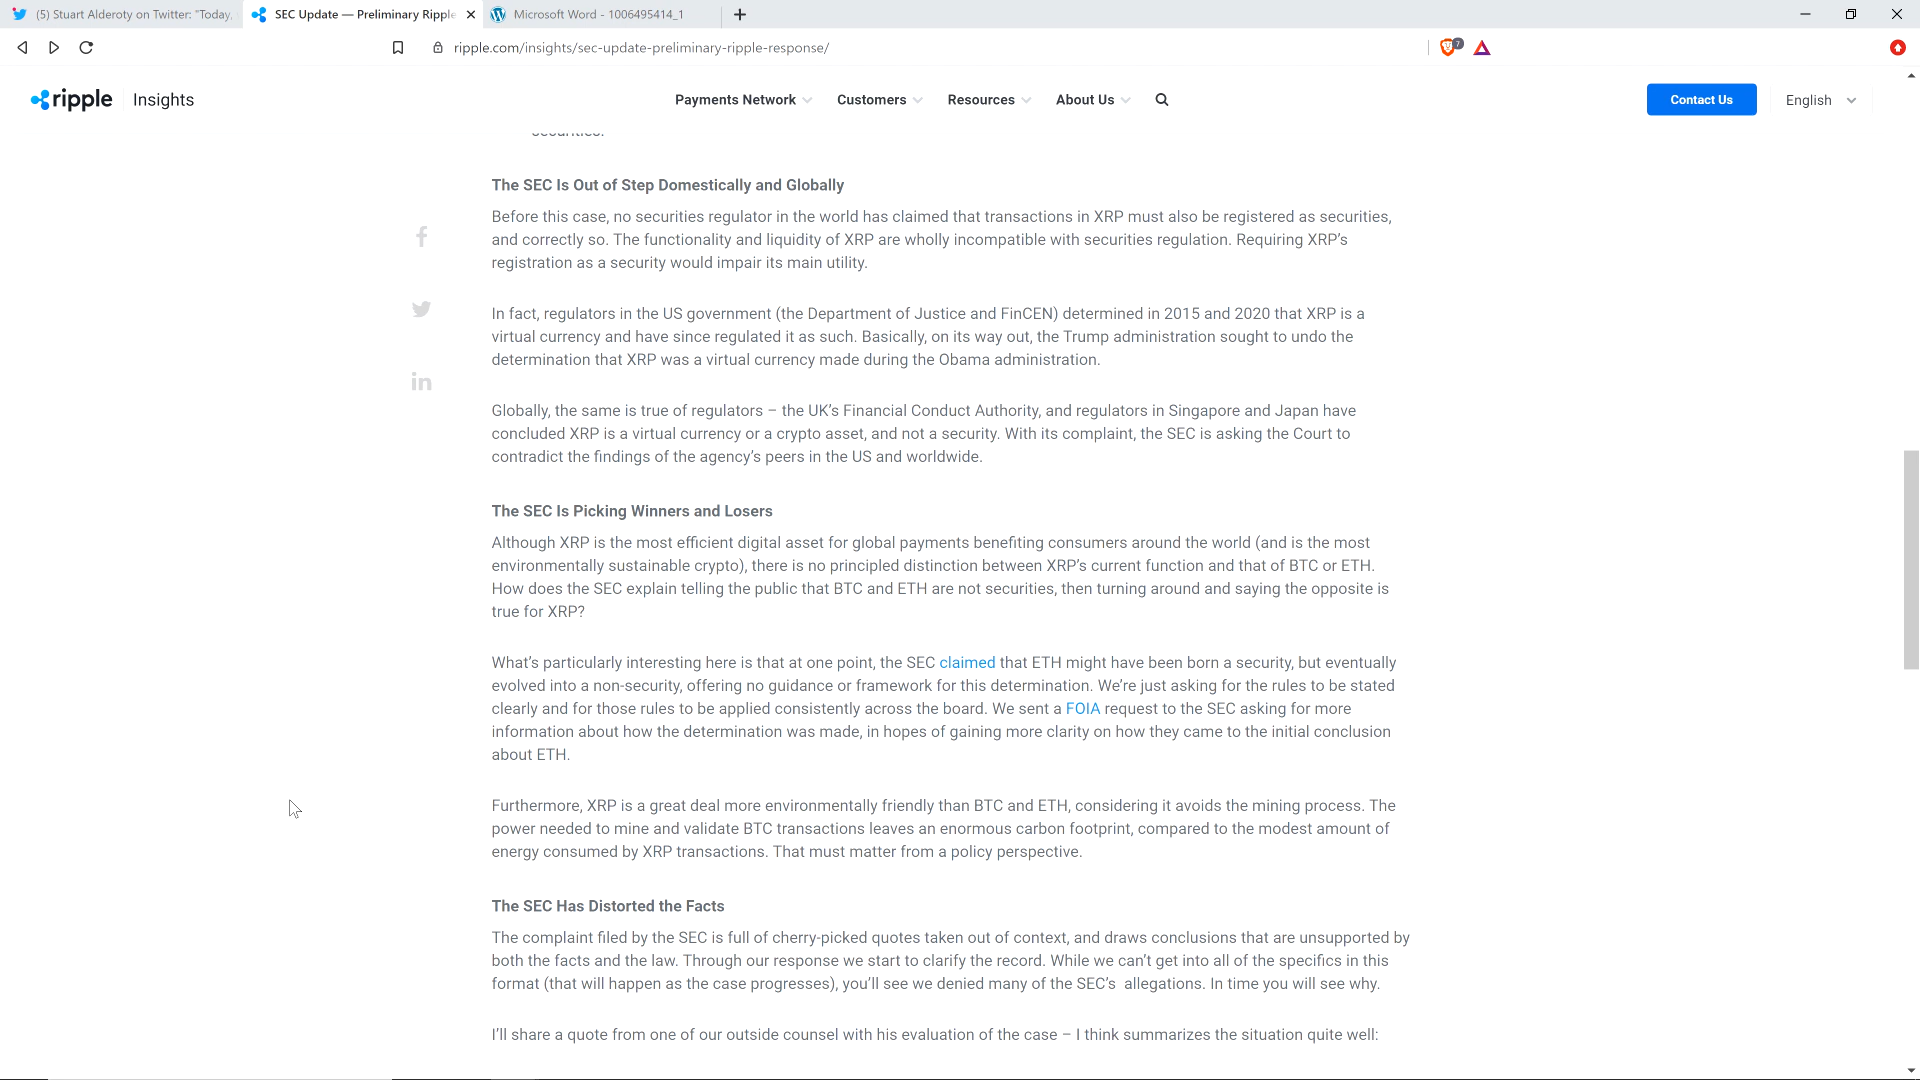 (5) Stuart Alderoty on Twitter: "Today,
SEC Update — Preliminary Ripple
Microsoft Word - 1006495414_1
ripple.com/insights/sec-update-preliminary-ripple-response/
7
ripple
Insights
Payments Network
Customers
Resources
About Us
Contact Us
English
securities.
The SEC Is Out of Step Domestically and Globally
Before this case, no securities regulator in the world has claimed that transactions in XRP must also be registered as securities,
and correctly so. The functionality and liquidity of XRP are wholly incompatible with securities regulation. Requiring XRP’s
registration as a security would impair its main utility.
In fact, regulators in the US government (the Department of Justice and FinCEN) determined in 2015 and 2020 that XRP is a
virtual currency and have since regulated it as such. Basically, on its way out, the Trump administration sought to undo the
determination that XRP was a virtual currency made during the Obama administration.
Globally, the same is true of regulators – the UK’s Financial Conduct Authority, and regulators in Singapore and Japan have
concluded XRP is a virtual currency or a crypto asset, and not a security. With its complaint, the SEC is asking the Court to
contradict the findings of the agency’s peers in the US and worldwide.
The SEC Is Picking Winners and Losers
Although XRP is the most efficient digital asset for global payments benefiting consumers around the world (and is the most
environmentally sustainable crypto), there is no principled distinction between XRP’s current function and that of BTC or ETH.
How does the SEC explain telling the public that BTC and ETH are not securities, then turning around and saying the opposite is
true for XRP?
What’s particularly interesting here is that at one point, the SEC claimed that ETH might have been born a security, but eventually
evolved into a non-security, offering no guidance or framework for this determination. We’re just asking for the rules to be stated
clearly and for those rules to be applied consistently across the board. We sent a FOIA request to the SEC asking for more
information about how the determination was made, in hopes of gaining more clarity on how they came to the initial conclusion
about ETH.
Furthermore, XRP is a great deal more environmentally friendly than BTC and ETH, considering it avoids the mining process. The
power needed to mine and validate BTC transactions leaves an enormous carbon footprint, compared to the modest amount of
energy consumed by XRP transactions. That must matter from a policy perspective.
The SEC Has Distorted the Facts
The complaint filed by the SEC is full of cherry-picked quotes taken out of context, and draws conclusions that are unsupported by
both the facts and the law. Through our response we start to clarify the record. While we can’t get into all of the specifics in this
format (that will happen as the case progresses), you’ll see we denied many of the SEC’s  allegations. In time you will see why.
I’ll share a quote from one of our outside counsel with his evaluation of the case – I think summarizes the situation quite well: